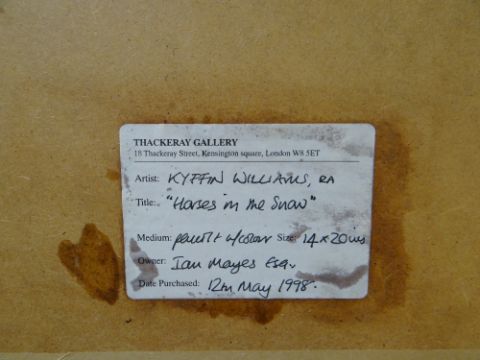 THACKERAY GALLERY
18 Thackeray Street, Kensington square, London W8 5ET
Artist: KYFFIN WILLIAMS, RA
Title: "Horses in the Snow"
Medium: pencil + w/colour Size: 14 x 20 ins
Owner: Ian Mayes Esq.
Date Purchased: 12th May 1998.